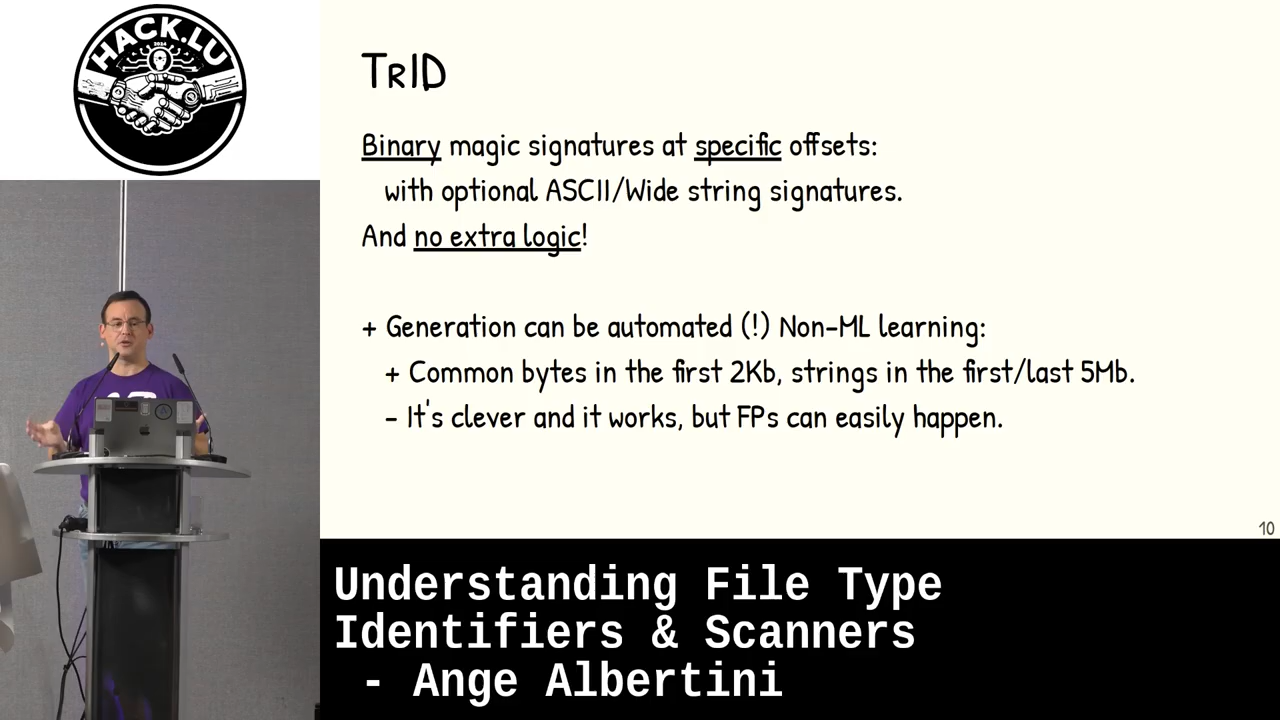 HACK.LU
2024
TrID
Binary magic signatures at specific offsets:
with optional ASCII/Wide string signatures.
And no extra logic!
+ Generation can be automated (!) Non-ML learning:
+ Common bytes in the first 2Kb, strings in the first/last 5Mb.
- It's clever and it works, but FPs can easily happen.
10
Understanding File Type
Identifiers & Scanners
- Ange Albertini